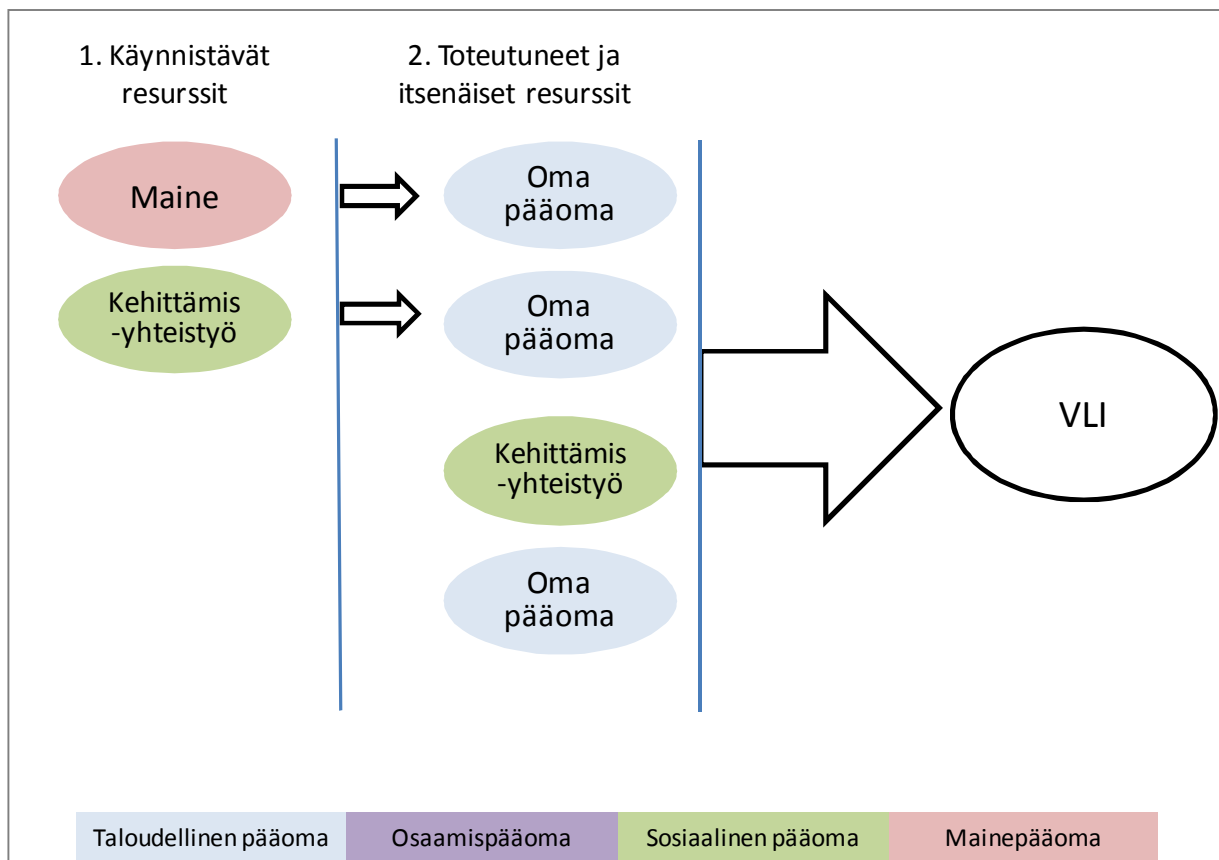 1. Käynnistävät
resurssit
2. Toteutuneet ja
itsenäiset resurssit
Maine
Oma
pääoma
Kehittämis
-yhteistyö
Oma
pääoma
Kehittämis
-yhteistyö
Oma
pääoma
VLI
Taloudellinen pääoma
Osaamispääoma
Sosiaalinen pääoma
Mainepääoma